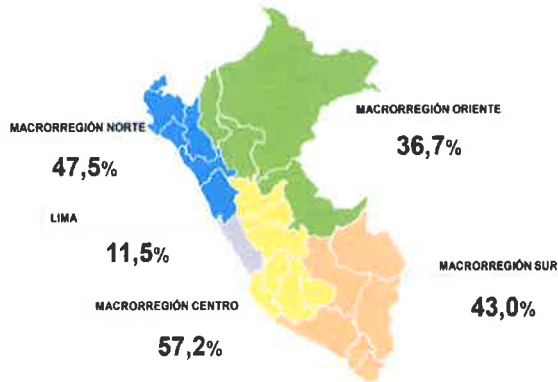 MACRORREGIÓN ORIENTE
36,7%
MACRORREGIÓN NORTE
47,5%
LIMA
11,5%
MACRORREGIÓN SUR
43,0%
MACRORREGIÓN CENTRO
57,2%